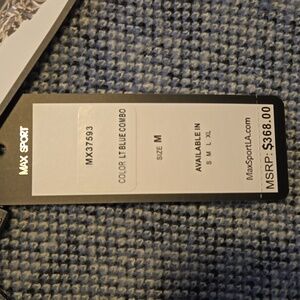 MAX SPORT
MX37593
COLOR LT BLUE COMBO
SIZE M
AVAILABLE IN
S M L XL
MaxSportLA.com
MSRP: $368.00